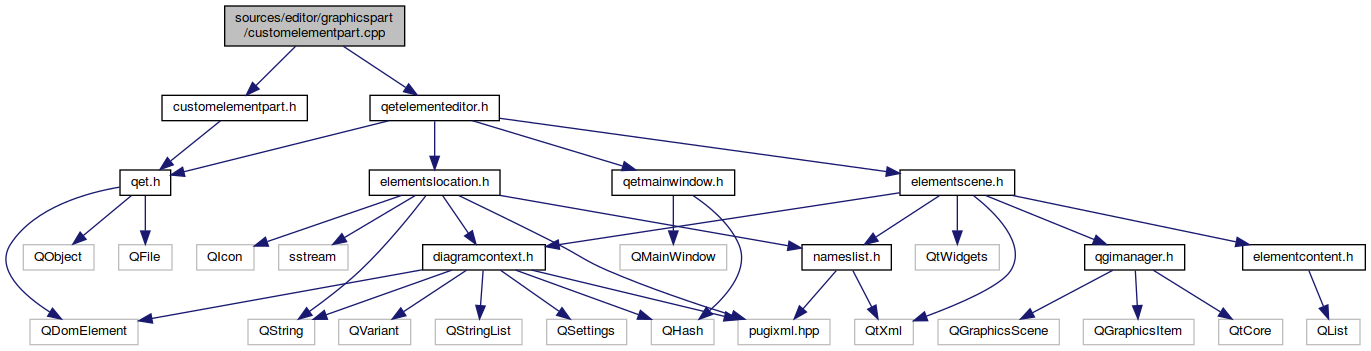 sources/editor/graphicspart
/customelementpart.cpp
customelementpart.h
qetelementeditor.h
qet.h
elementslocation.h
qetmainwindow.h
elementscene.h
QObject
QFile
QIcon
sstream
diagramcontext.h
QMainWindow
nameslist.h
QtWidgets
qgimanager.h
elementcontent.h
QDomElement
QString
QVariant
QStringList
QSettings
QHash
pugixml.hpp
QtXml
QGraphicsScene
QGraphicsItem
QtCore
QList